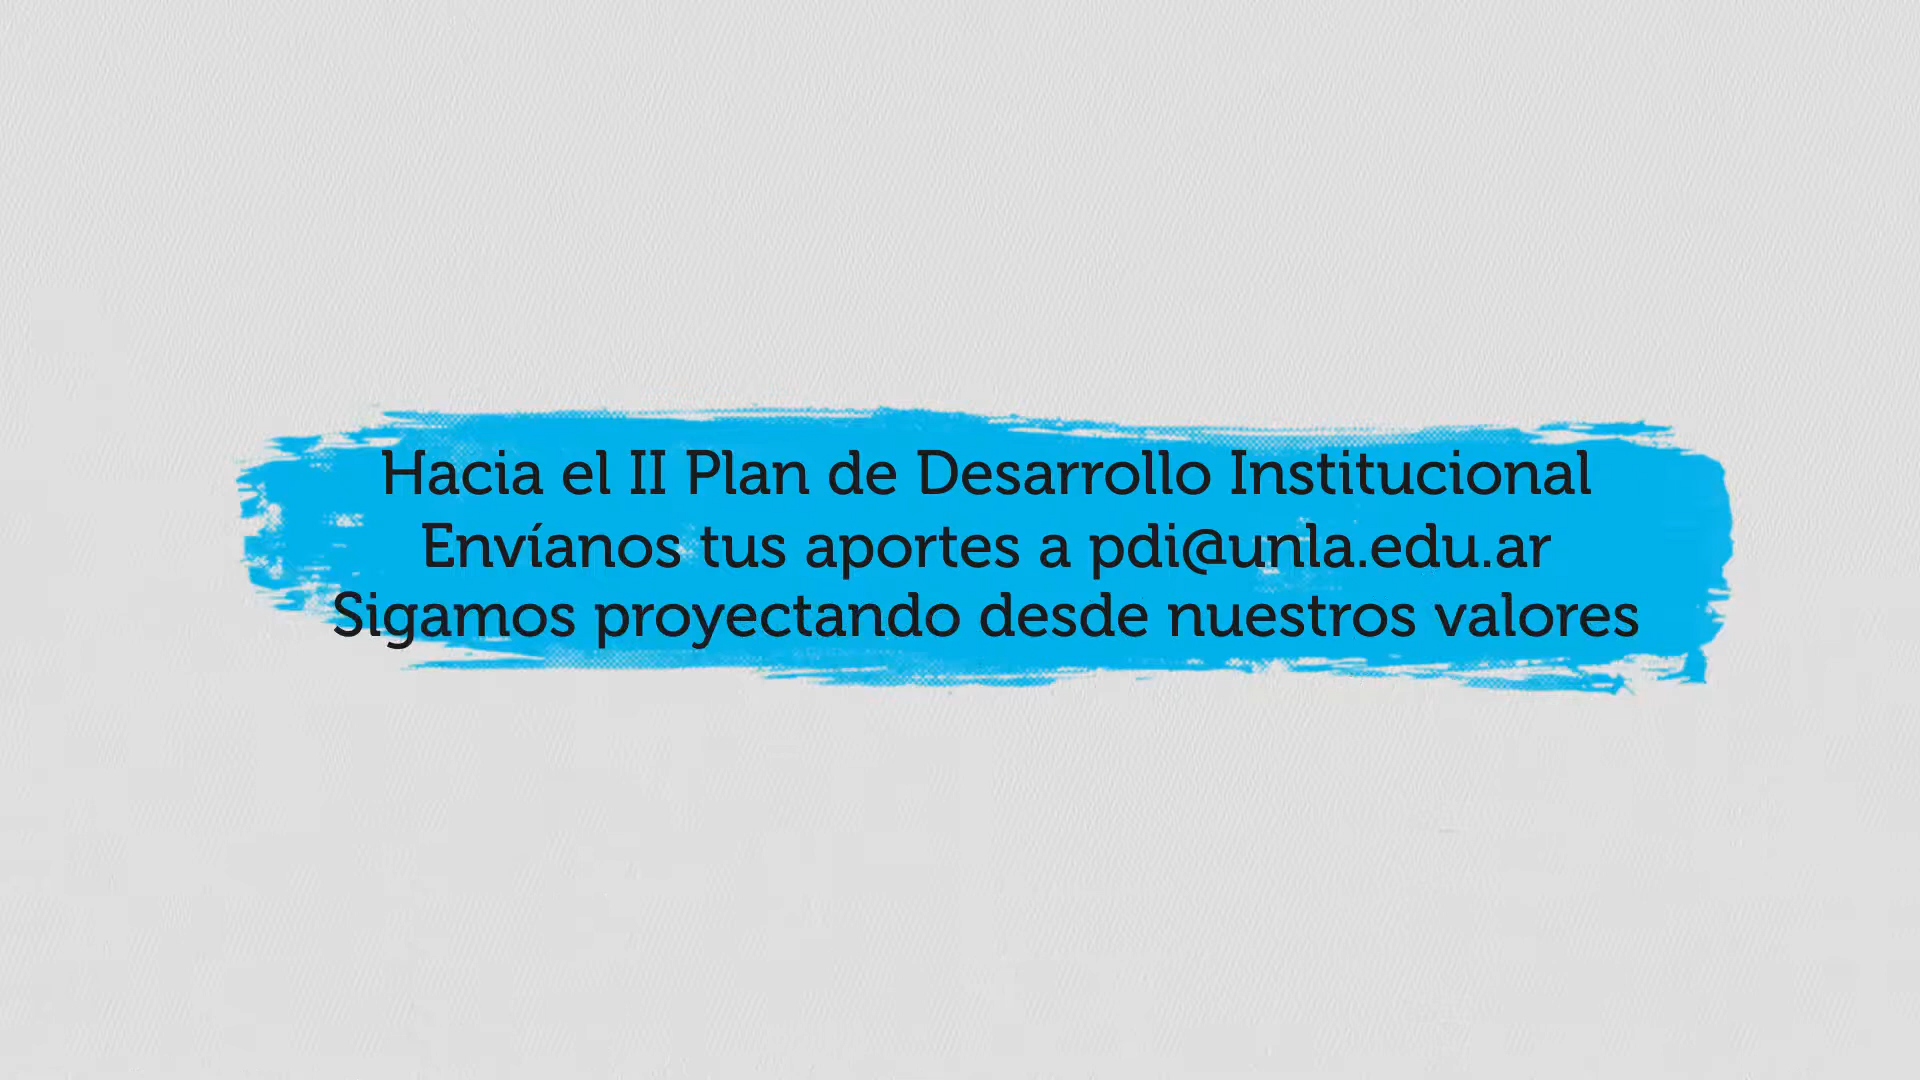 Hacia el II Plan de Desarrollo Institucional
Envíanos tus aportes a pdi@unla.edu.ar
Sigamos proyectando desde nuestros valores